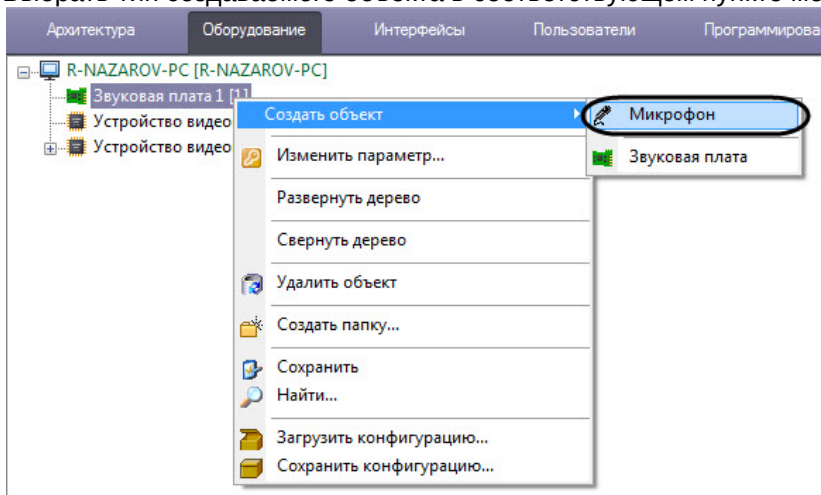 Архитектура Оборудование Интерфейсы Пользователи Программирова
R-NAZAROV-PC [R-NAZAROV-PC]
Звуковая плата 1 [1]
Устройство видео
Устройство видео
Создать объект
Изменить параметр...
Развернуть дерево
Свернуть дерево
Удалить объект
Создать папку...
Сохранить
Найти...
Загрузить конфигурацию...
Сохранить конфигурацию...
Микрофон
Звуковая плата